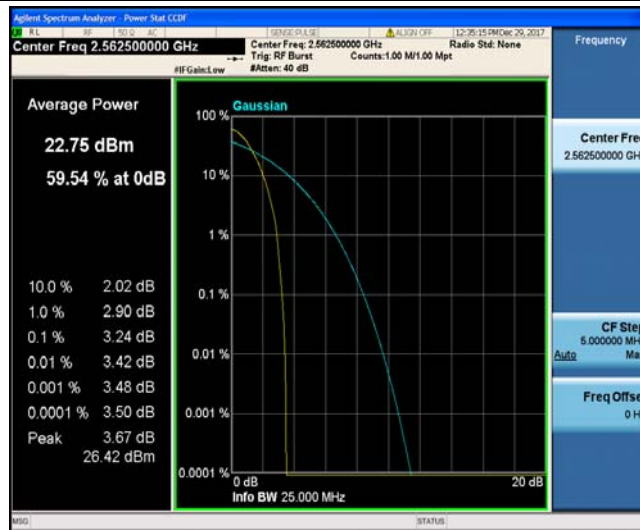 Agilent Spectrum Analyzer - Power Stat CCDF
RL RF 50 Ω AC SENSE:PULSE ALIGN OFF 12:35:15 PM Dec 29, 2017
Center Freq 2.562500000 GHz
Center Freq: 2.562500000 GHz Radio Std: None
Trig: RF Burst Counts:1.00 M/1.00 Mpt
#IFGain:Low #Atten: 40 dB
Frequency
Average Power
22.75 dBm
59.54 % at 0dB
10.0 % 2.02 dB
1.0 % 2.90 dB
0.1 % 3.24 dB
0.01 % 3.42 dB
0.001 % 3.48 dB
0.0001 % 3.50 dB
Peak 3.67 dB
26.42 dBm
Gaussian
100 %
10 %
1 %
0.1 %
0.01 %
0.001 %
0.0001 %
0 dB 20 dB
Info BW 25.000 MHz
Center Fre
2.562500000 GH
CF Step
5.000000 MH
Auto Ma
Freq Offse
0 H
MSG STATUS